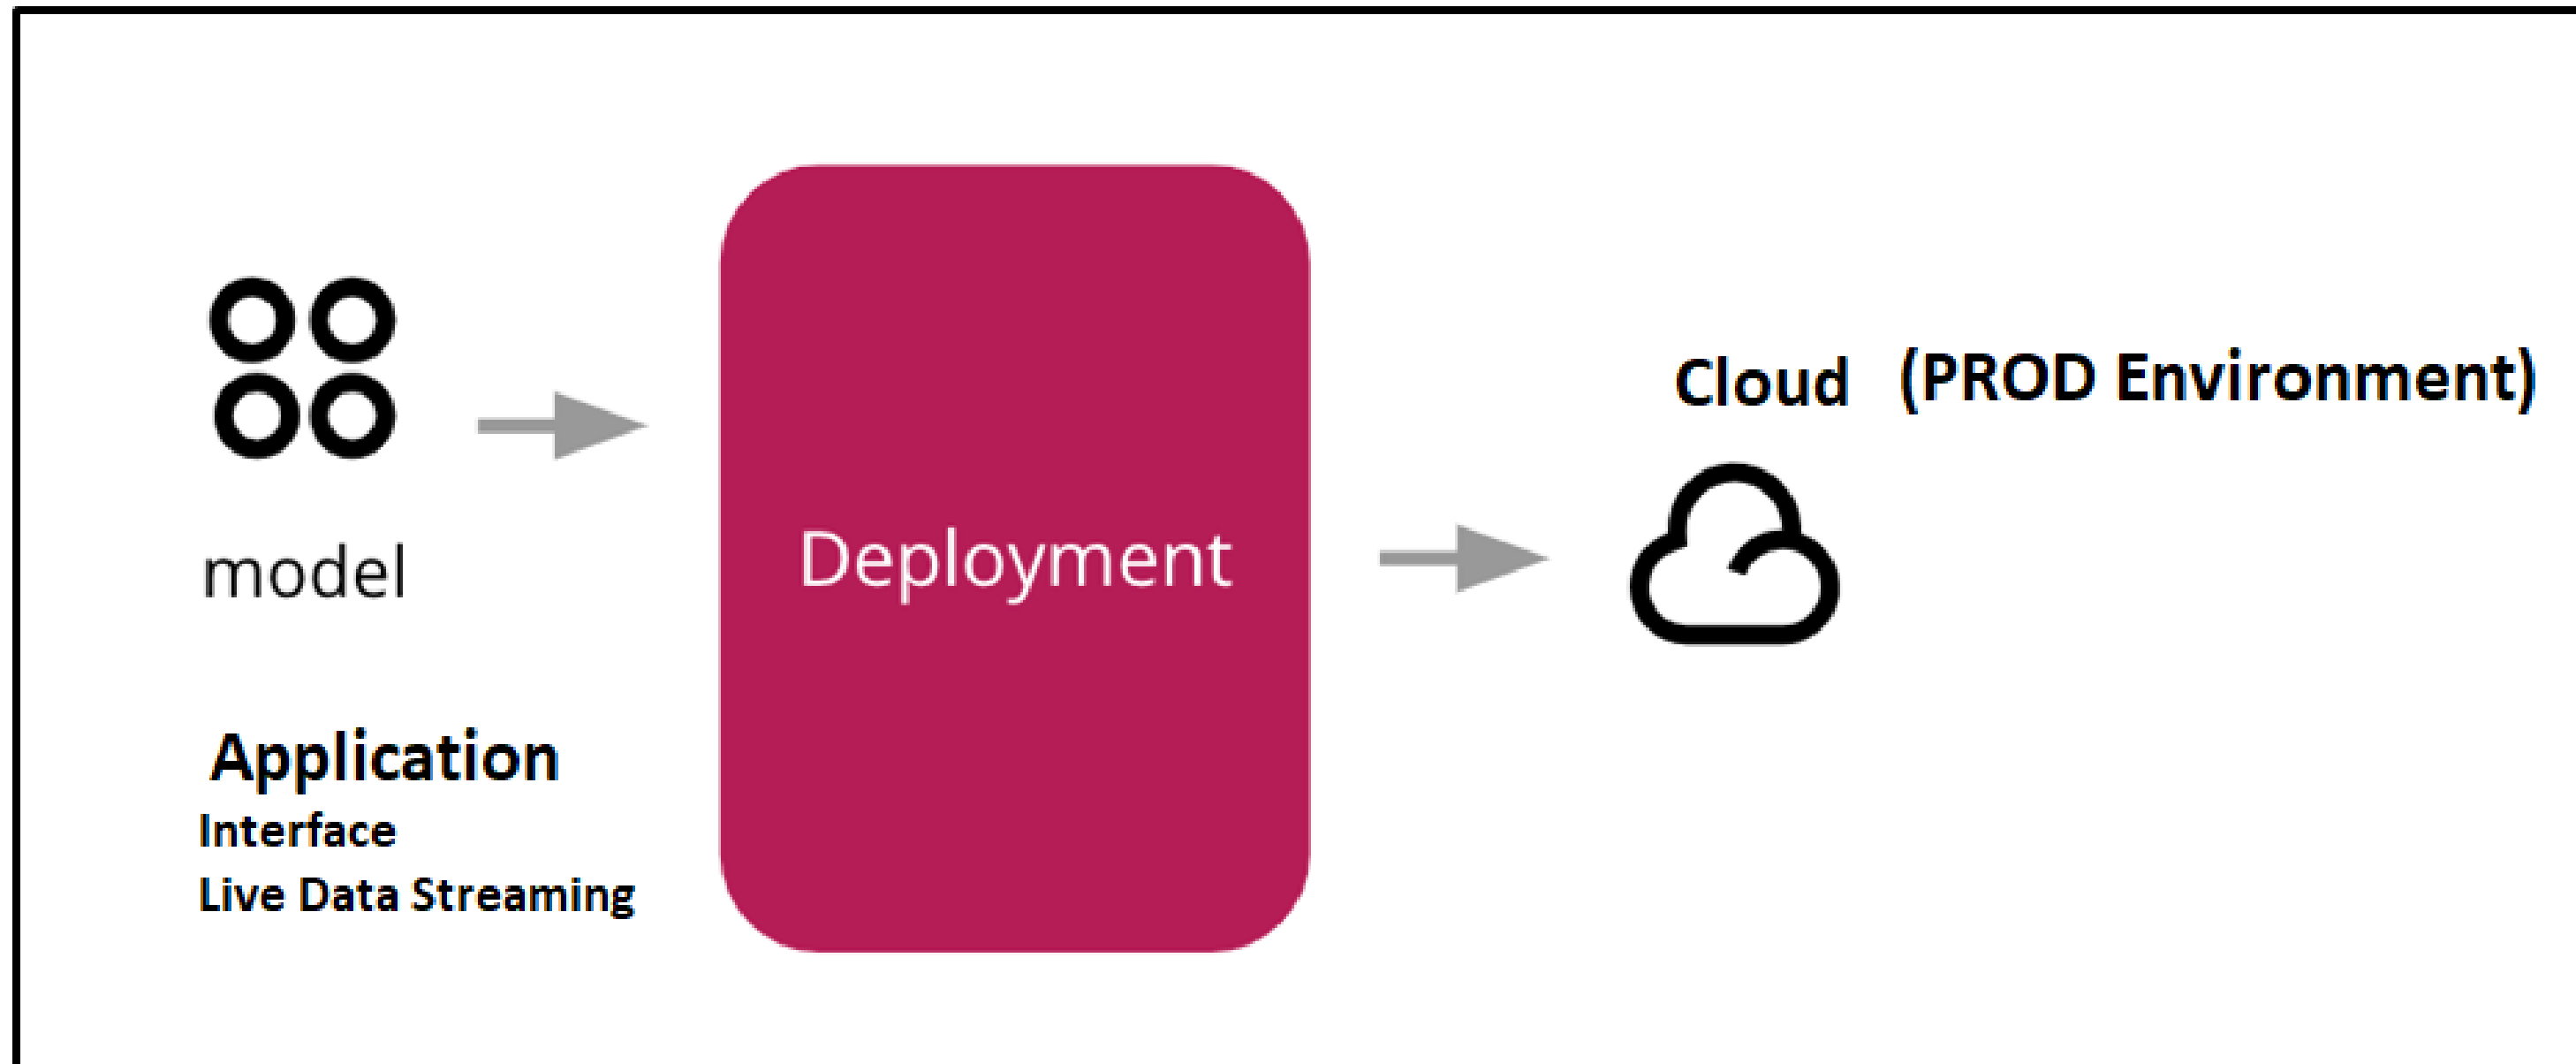 model
Application
Interface
Live Data Streaming
Deployment
Cloud (PROD Environment)